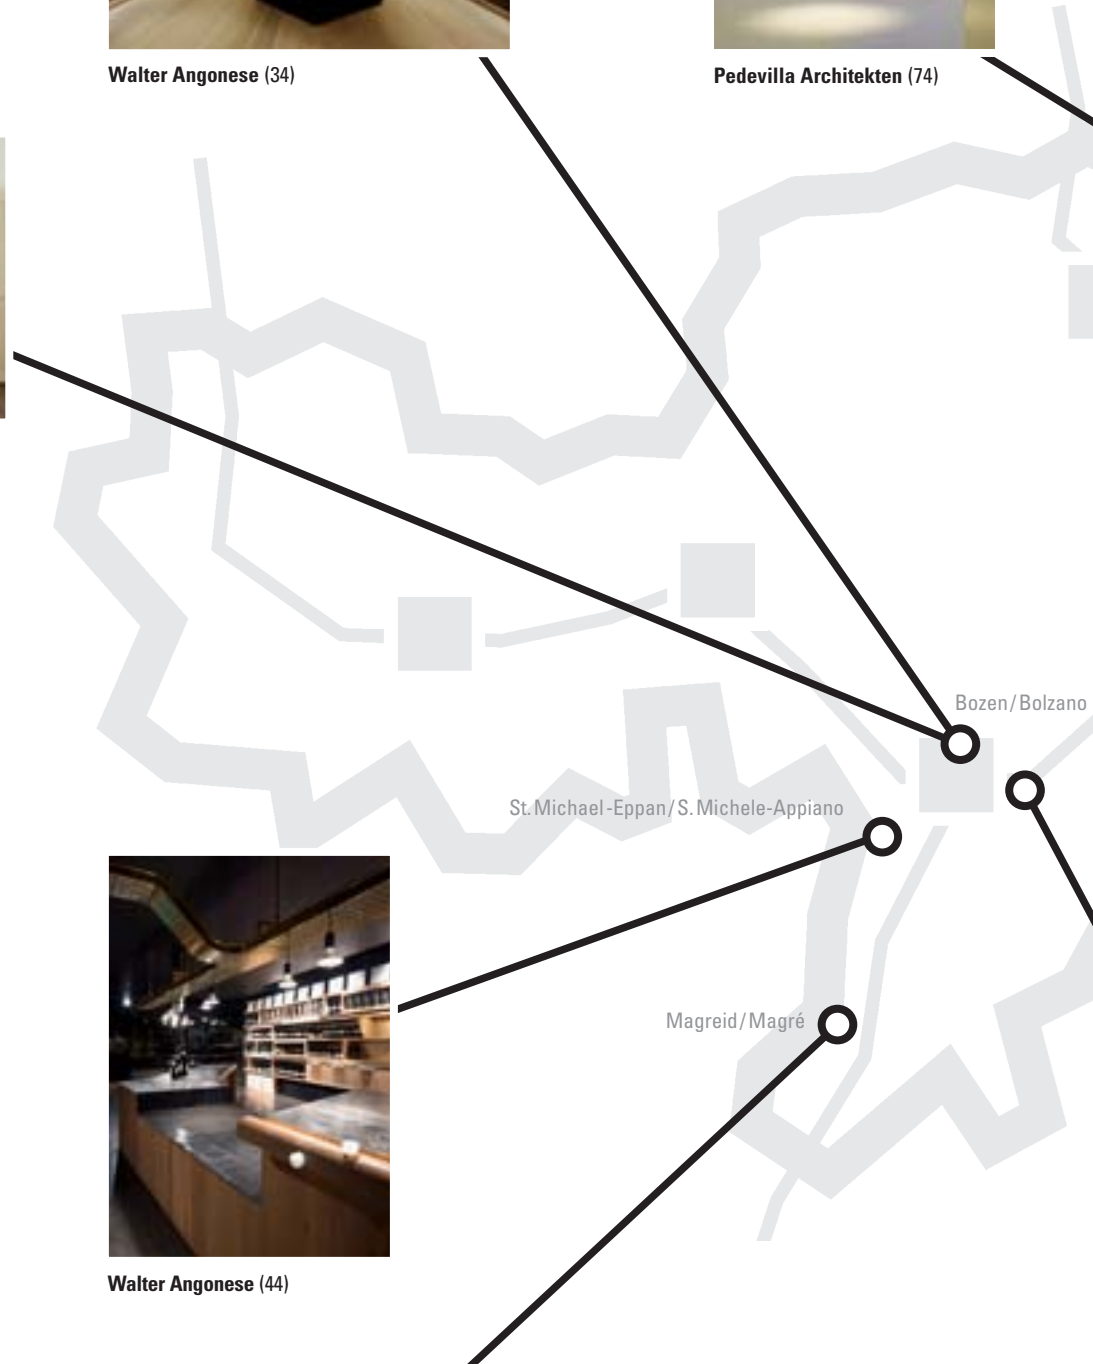 Walter Angonese (34)
Pedevilla Architekten (74)
Bozen/Bolzano
St. Michael-Eppan/S. Michele-Appiano
Magreid/Magré
Walter Angonese (44)